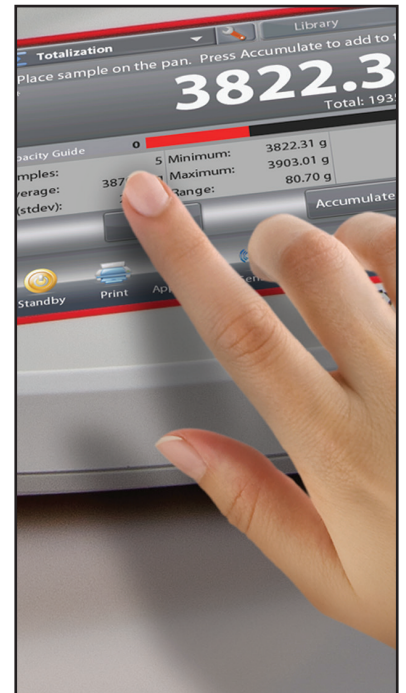 Totalization
Library
Place sample on the pan. Press Accumulate to add to t
3822.3
Total: 193
pacity Guide 0
mples: 5 Minimum: 3822.31 g
verage: 387 Maximum: 3903.01 g
(stdev): Range: 80.70 g
Accumulate
Standby Print